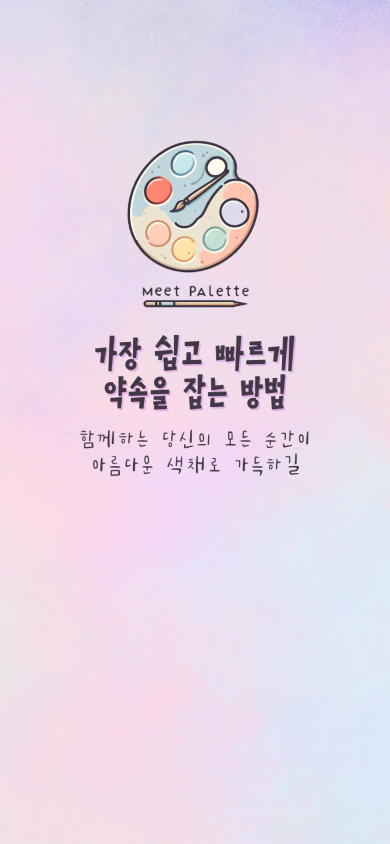 Meet Palette
가장 쉽고 빠르게
약속을 잡는 방법
함께하는 당신의 모든 순간이
아름다운 색채로 가득하길